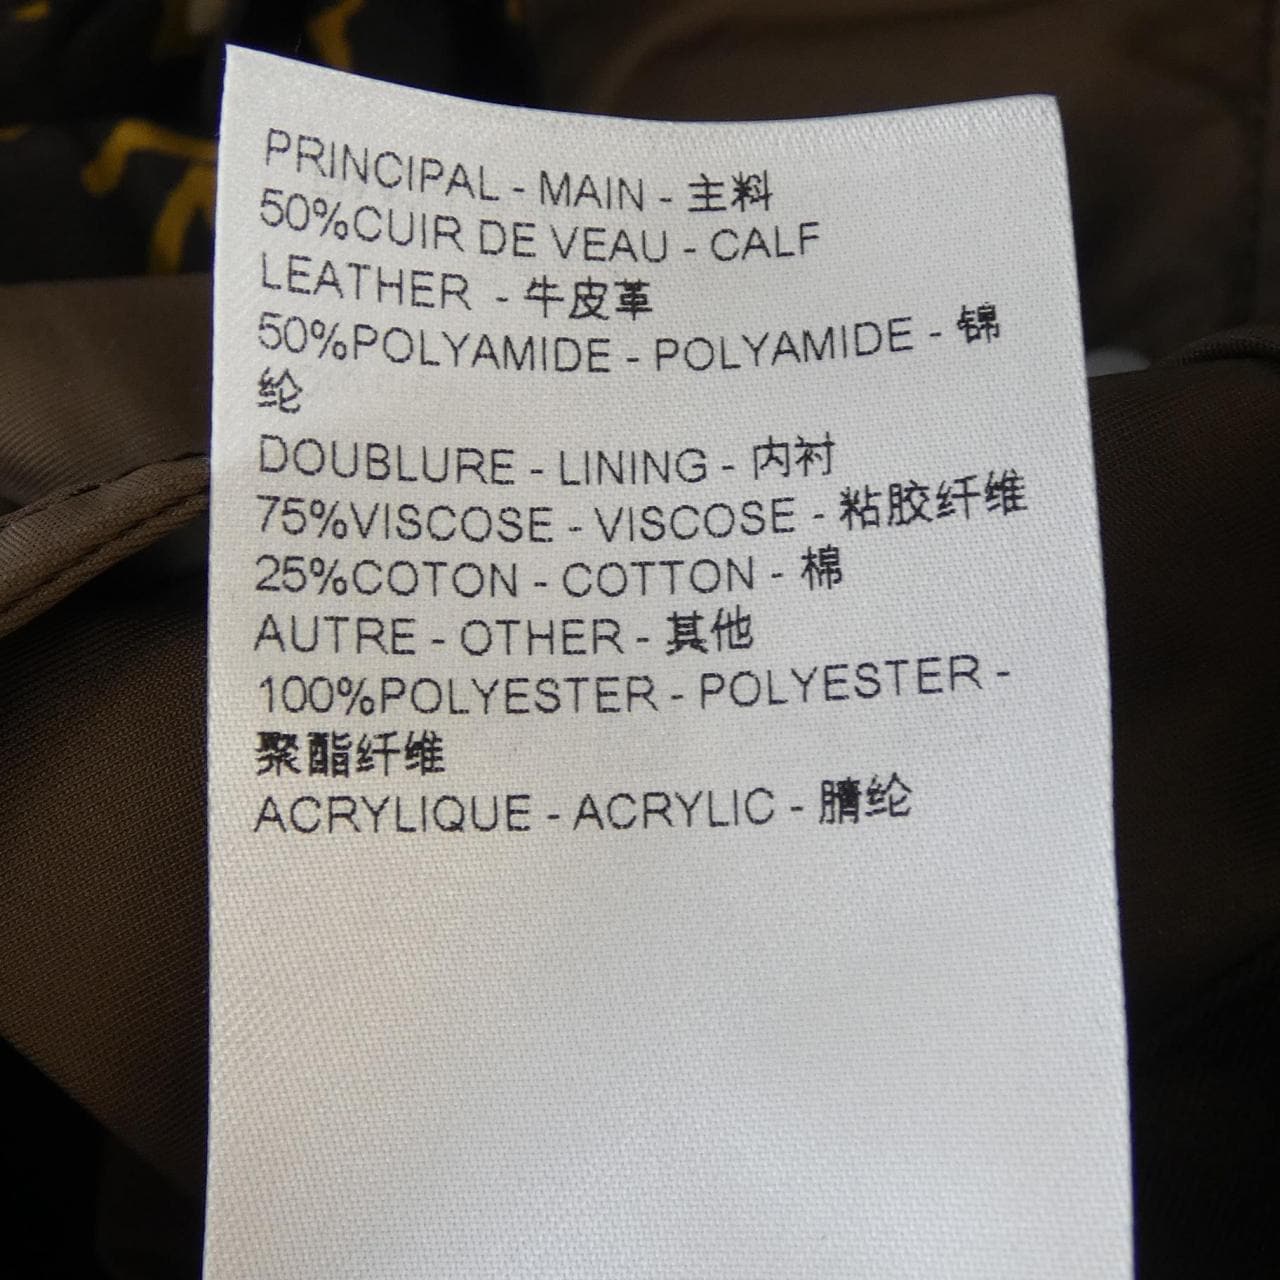 PRINCIPAL - MAIN - 主料
50%CUIR DE VEAU - CALF
LEATHER - 牛皮革
50%POLYAMIDE - POLYAMIDE - 锦
纶
DOUBLURE - LINING - 内衬
75%VISCOSE - VISCOSE - 粘胶纤维
25%COTON - COTTON - 棉
AUTRE - OTHER - 其他
100%POLYESTER - POLYESTER -
聚酯纤维
ACRYLIQUE - ACRYLIC - 腈纶